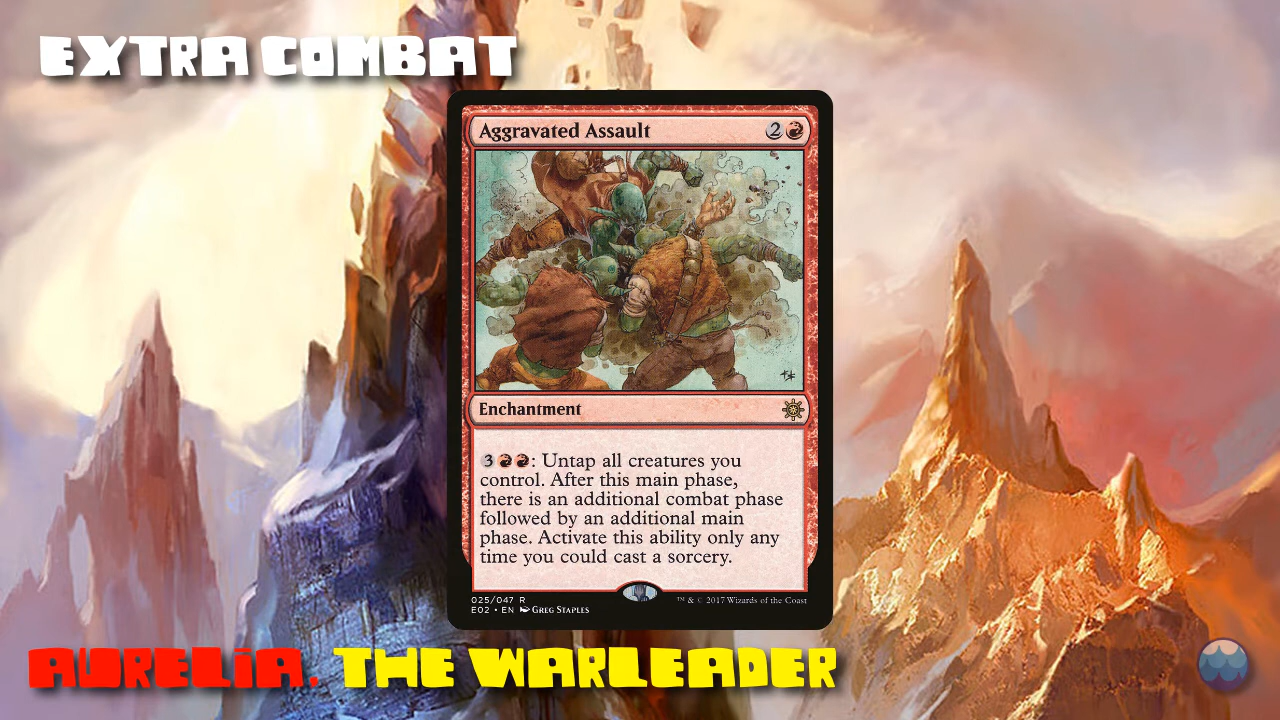 EXTRA COMBAT
Aggravated Assault 2
Enchantment
3: Untap all creatures you
control. After this main phase,
there is an additional combat phase
followed by an additional main
phase. Activate this ability only any
time you could cast a sorcery.
025/047 R
E02 • EN GREG STAPLES
™ & © 2017 Wizards of the Coast
AURELIA, THE WARLEADER